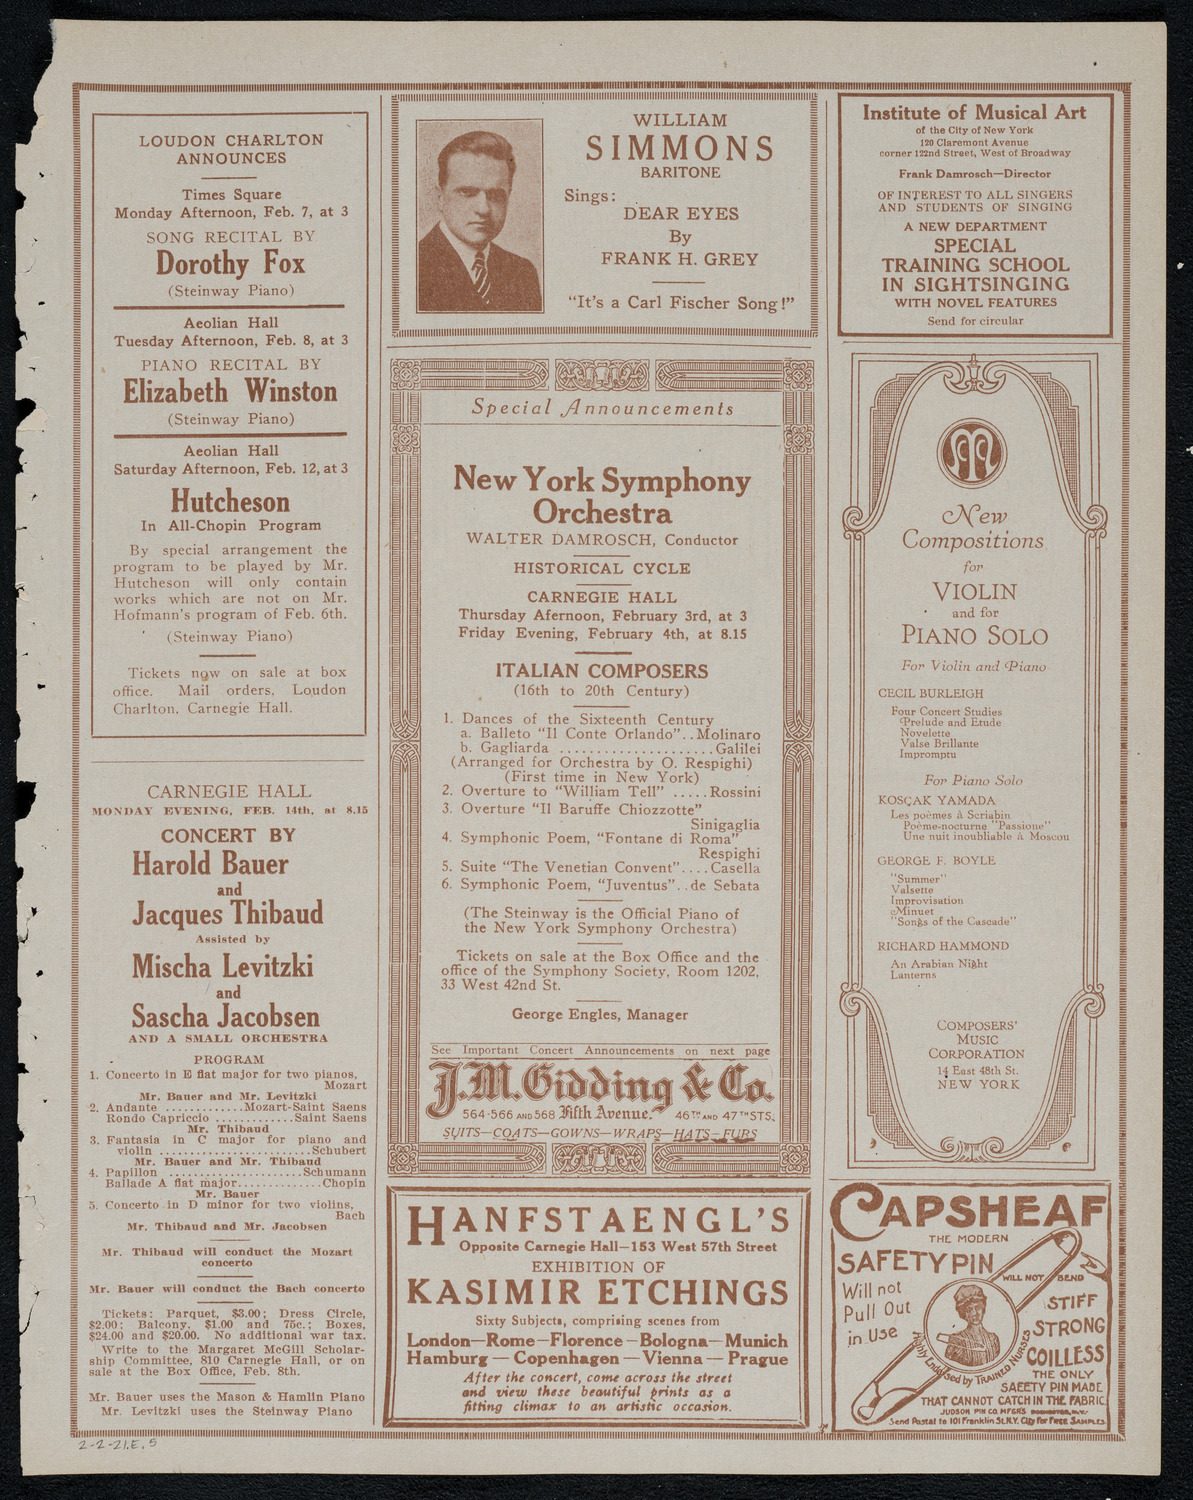 LOUDON CHARLTON
ANNOUNCES
Times Square
Monday Afternoon, Feb. 7, at 3
SONG RECITAL BY
Dorothy Fox
(Steinway Piano)
Aeolian Hall
Tuesday Afternoon, Feb. 8, at 3
PIANO RECITAL BY
Elizabeth Winston
(Steinway Piano)
Aeolian Hall
Saturday Afternoon, Feb. 12, at 3
Hutcheson
In All-Chopin Program
By special arrangement the
program to be played by Mr.
Hutcheson will only contain
works which are not on Mr.
Hofmann's program of Feb. 6th.
(Steinway Piano)
Tickets now on sale at box
office. Mail orders, Loudon
Charlton. Carnegie Hall.
CARNEGIE HALL
MONDAY EVENING, FEB. 14th, at 8.15
CONCERT BY
Harold Bauer
and
Jacques Thibaud
Assisted by
Mischa Levitzki
and
Sascha Jacobsen
AND A SMALL ORCHESTRA
PROGRAM
1. Concerto in E flat major for two pianos,
Mozart
Mr. Bauer and Mr. Levitzki
2. Andante .............Mozart-Saint Saens
Rondo Capriccio .............Saint Saens
Mr. Thibaud
3. Fantasia in C major for piano and
violin .........................Schubert
Mr. Bauer and Mr. Thibaud
4. Papillon ......................Schumann
Ballade A flat major..............Chopin
Mr. Bauer
5. Concerto in D minor for two violins,
Bach
Mr. Thibaud and Mr. Jacobsen
Mr. Thibaud will conduct the Mozart
concerto
Mr. Bauer will conduct the Bach concerto
Tickets: Parquet, $3.00; Dress Circle,
$2.00; Balcony, $1.00 and 75c.; Boxes,
$24.00 and $20.00. No additional war tax.
Write to the Margaret McGill Scholar-
ship Committee, 810 Carnegie Hall, or on
sale at the Box Office, Feb. 8th.
Mr. Bauer uses the Mason & Hamlin Piano
Mr. Levitzki uses the Steinway Piano
2-2-21.E.5
WILLIAM
SIMMONS
BARITONE
Sings:
DEAR EYES
By
FRANK H. GREY
"It's a Carl Fischer Song!"
Special Announcements
New York Symphony
Orchestra
WALTER DAMROSCH, Conductor
HISTORICAL CYCLE
CARNEGIE HALL
Thursday Afernoon, February 3rd, at 3
Friday Evening, February 4th, at 8.15
ITALIAN COMPOSERS
(16th to 20th Century)
1. Dances of the Sixteenth Century
a. Balleto "Il Conte Orlando"..Molinaro
b. Gagliarda .....................Galilei
(Arranged for Orchestra by O. Respighi)
(First time in New York)
2. Overture to "William Tell" .....Rossini
3. Overture "Il Baruffe Chiozzotte"
Sinigaglia
4. Symphonic Poem, "Fontane di Roma"
Respighi
5. Suite "The Venetian Convent"....Casella
6. Symphonic Poem, "Juventus"..de Sebata
(The Steinway is the Official Piano of
the New York Symphony Orchestra)
Tickets on sale at the Box Office and the
office of the Symphony Society, Room 1202,
33 West 42nd St.
George Engles, Manager
See Important Concert Announcements on next page
J.M. Gidding & Co.
564-566 AND 568 Fifth Avenue. 46TH AND 47TH STS.
SUITS—COATS—GOWNS—WRAPS—HATS—FURS
HANFSTAENGL'S
Opposite Carnegie Hall—153 West 57th Street
EXHIBITION OF
KASIMIR ETCHINGS
Sixty Subjects, comprising scenes from
London—Rome—Florence—Bologna—Munich
Hamburg—Copenhagen—Vienna—Prague
After the concert, come across the street
and view these beautiful prints as a
fitting climax to an artistic occasion.
Institute of Musical Art
of the City of New York
120 Claremont Avenue
corner 122nd Street, West of Broadway
Frank Damrosch—Director
OF INTEREST TO ALL SINGERS
AND STUDENTS OF SINGING
A NEW DEPARTMENT
SPECIAL
TRAINING SCHOOL
IN SIGHTSINGING
WITH NOVEL FEATURES
Send for circular
New
Compositions
for
VIOLIN
and for
PIANO SOLO
For Violin and Piano
CECIL BURLEIGH
Four Concert Studies
Prelude and Etude
Novelette
Valse Brillante
Impromptu
For Piano Solo
KOSÇAK YAMADA
Les poèmes à Scriabin
Poème-nocturne "Passione"
Une nuit inoubliable à Moscou
GEORGE F. BOYLE
"Summer"
Valsette
Improvisation
Minuet
"Songs of the Cascade"
RICHARD HAMMOND
An Arabian Night
Lanterns
COMPOSERS'
MUSIC
CORPORATION
14 East 48th St.
NEW YORK
CAPSHEAF
THE MODERN
SAFETY PIN
WILL NOT BEND
Will not
Pull Out
in Use
STIFF
STRONG
COILLESS
Highly Endorsed by TRAINED NURSES
THE ONLY
SAFETY PIN MADE
THAT CANNOT CATCH IN THE FABRIC.
JUDSON PIN CO. MFGRS ROCHESTER, N.Y.
Send Postal to 101 Franklin St. N.Y. City For FREE SAMPLES.